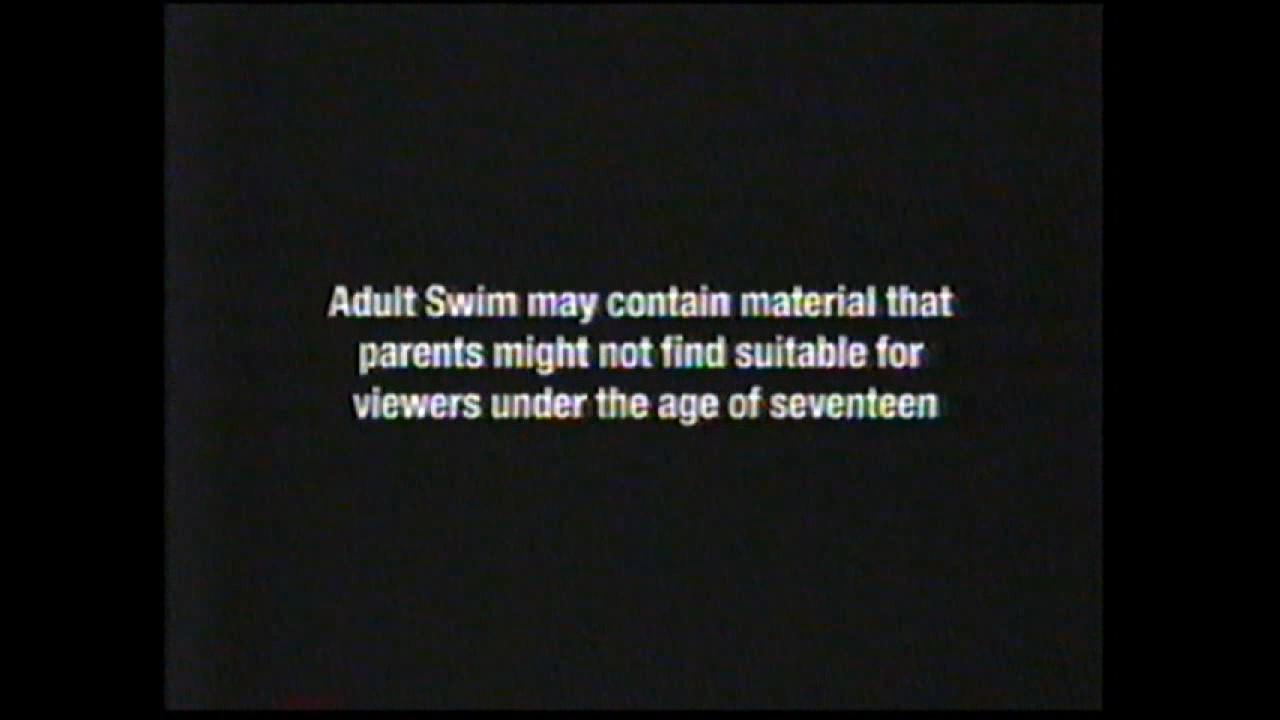 Adult Swim may contain material that
parents might not find suitable for
viewers under the age of seventeen